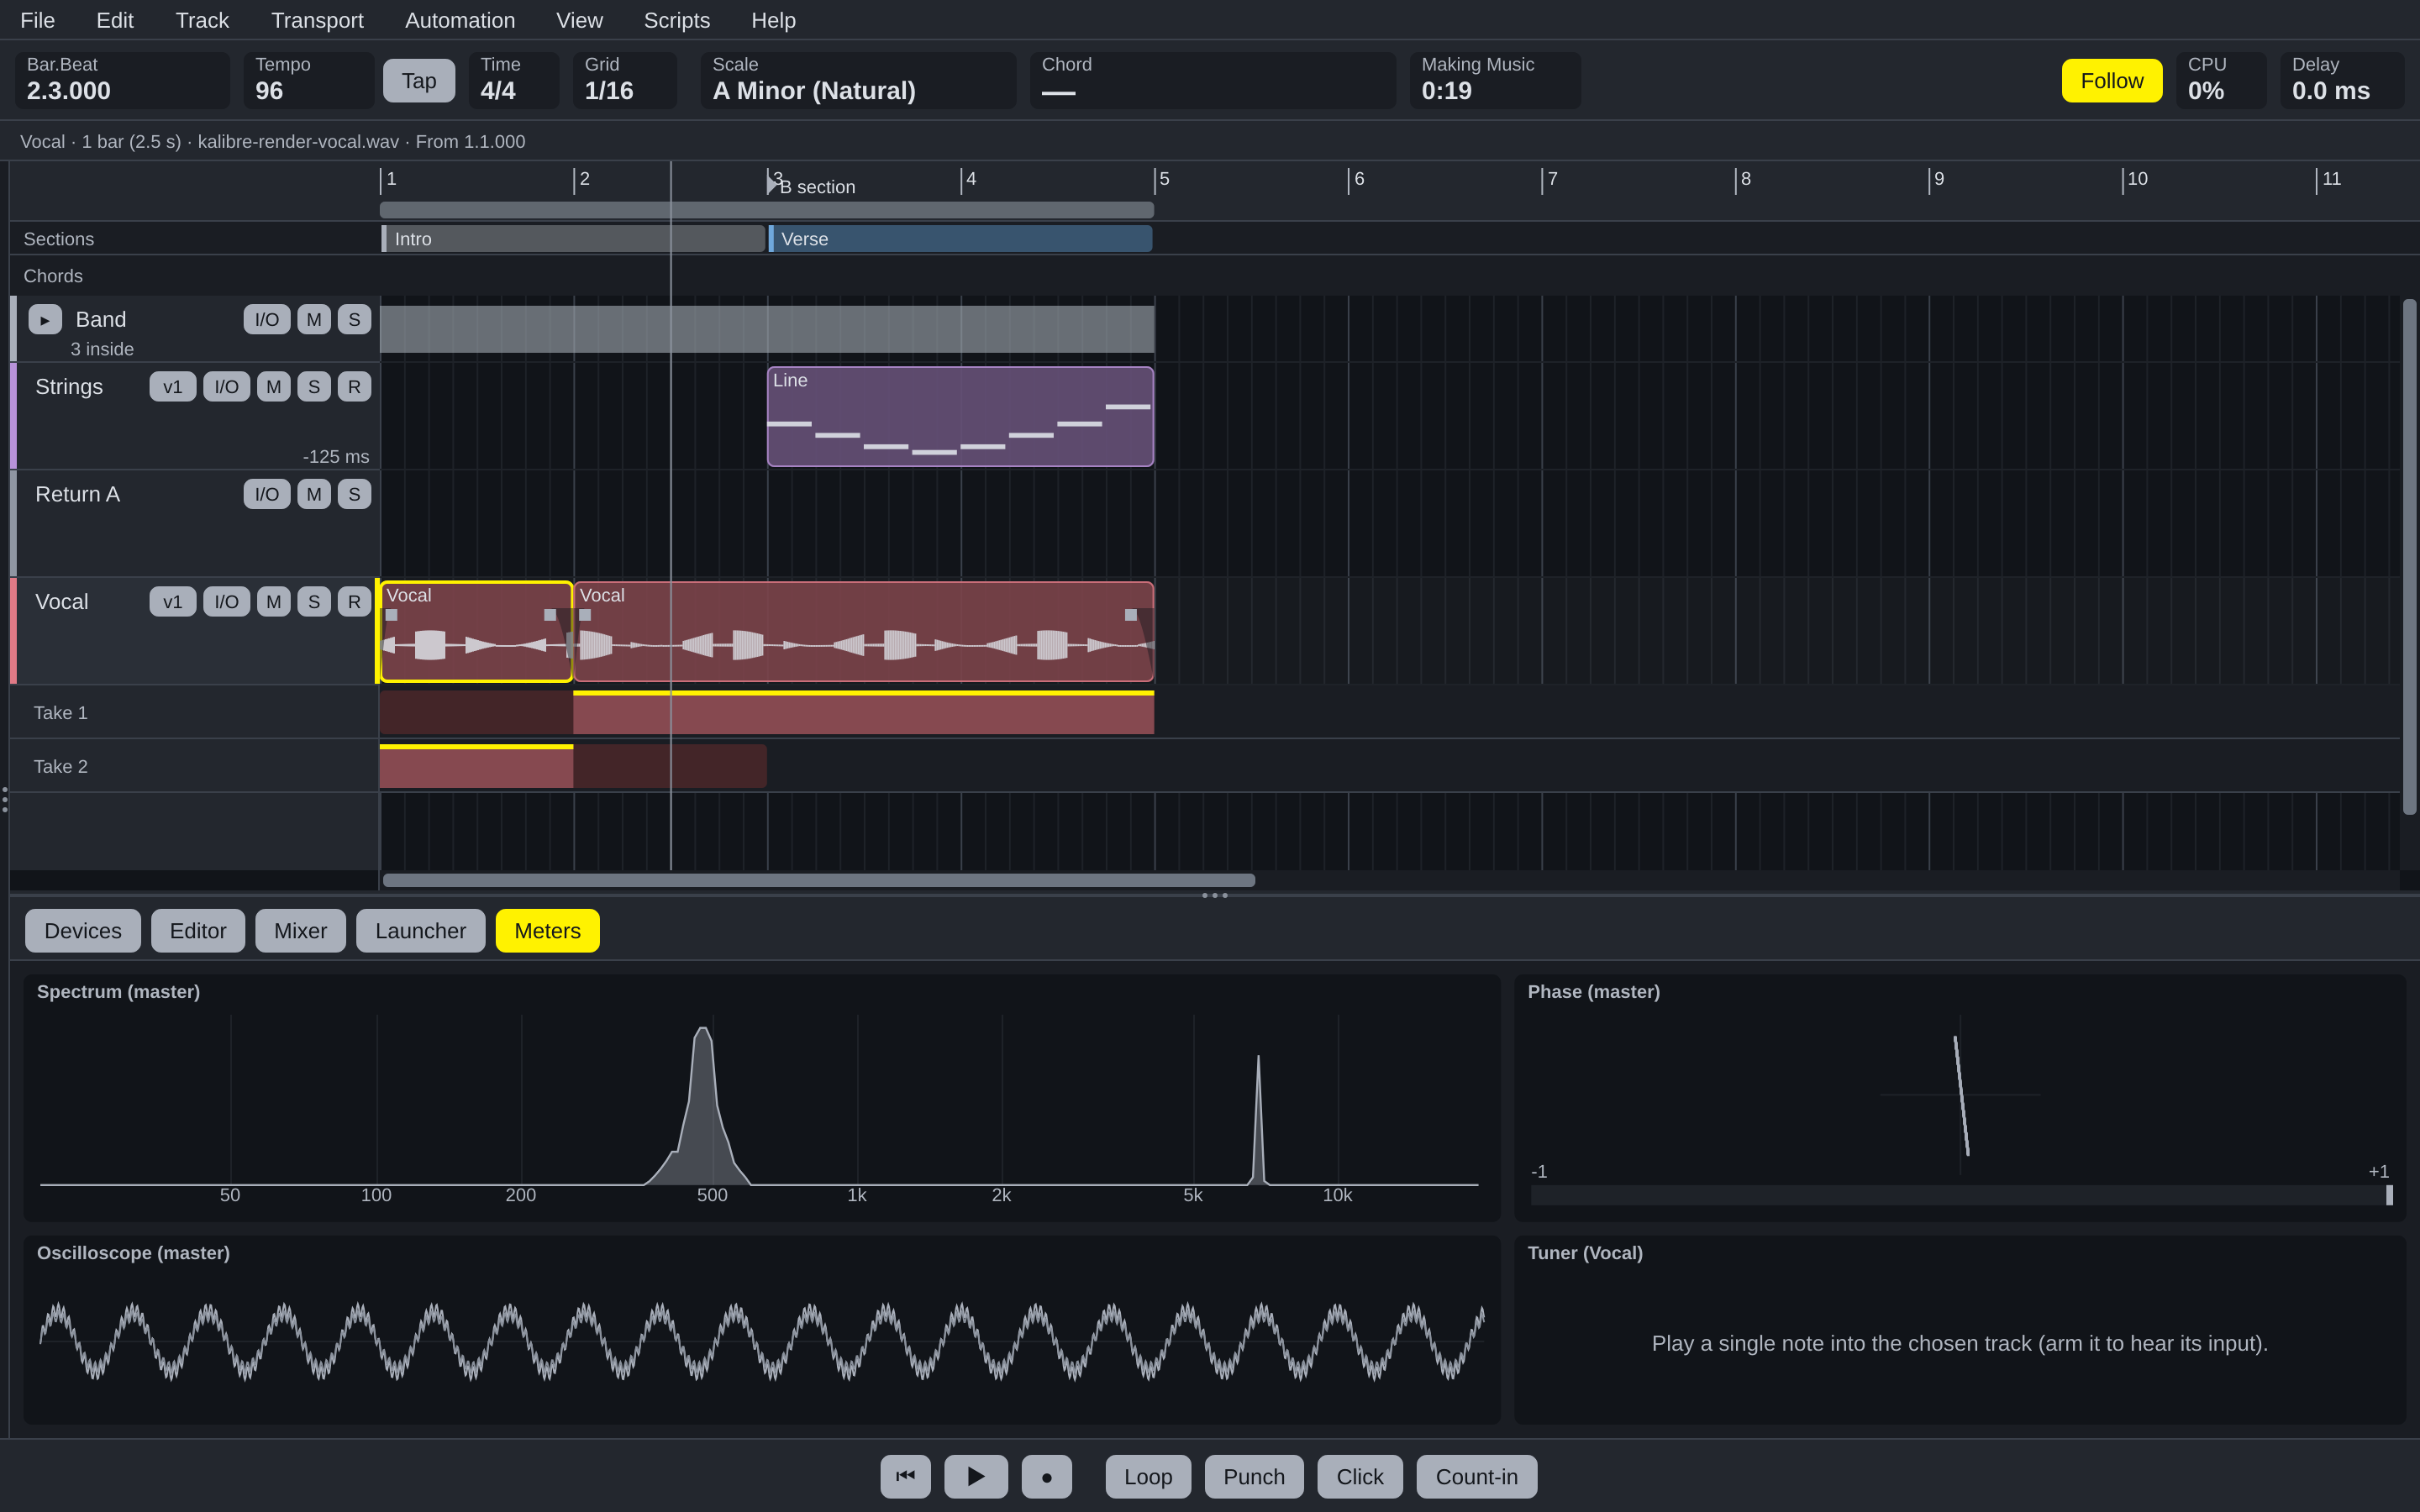 File Edit Track Transport Automation View Scripts Help
Bar.Beat Tempo Time Grid Scale Chord Making Music CPU Delay
2.3.000 96 Tap 4/4 1/16 A Minor (Natural) — 0:19 Follow 0% 0.0 ms
Vocal · 1 bar (2.5 s) · kalibre-render-vocal.wav · From 1.1.000
1 2 3 B section 4 5 6 7 8 9 10 11
Sections Intro Verse
Chords
Band I/O M S
3 inside
Strings v1 I/O M S R Line
-125 ms
Return A I/O M S
Vocal v1 I/O M S R Vocal Vocal
Take 1
Take 2
Devices Editor Mixer Launcher Meters
Spectrum (master)
50 100 200 500 1k 2k 5k 10k
Phase (master)
-1 +1
Oscilloscope (master)
Tuner (Vocal)
Play a single note into the chosen track (arm it to hear its input).
Loop Punch Click Count-in